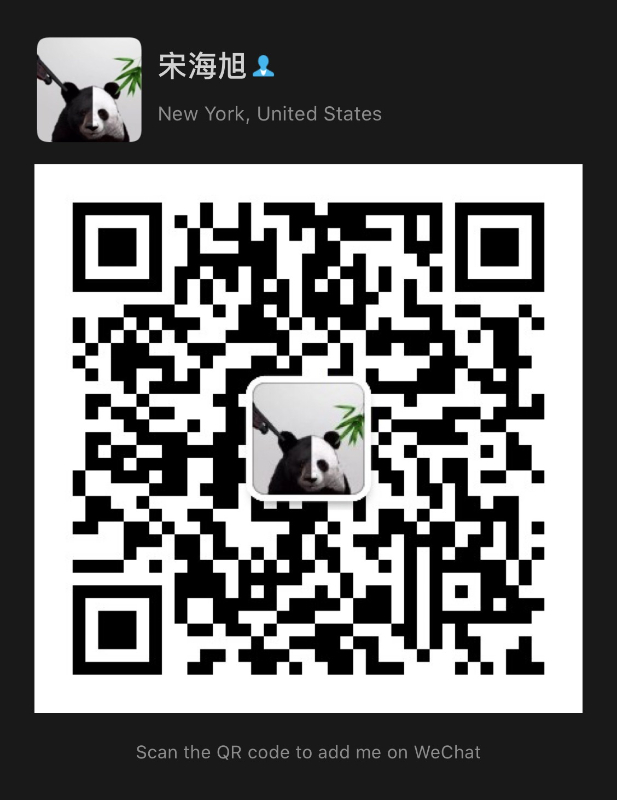 宋海旭
New York, United States
Scan the QR code to add me on WeChat